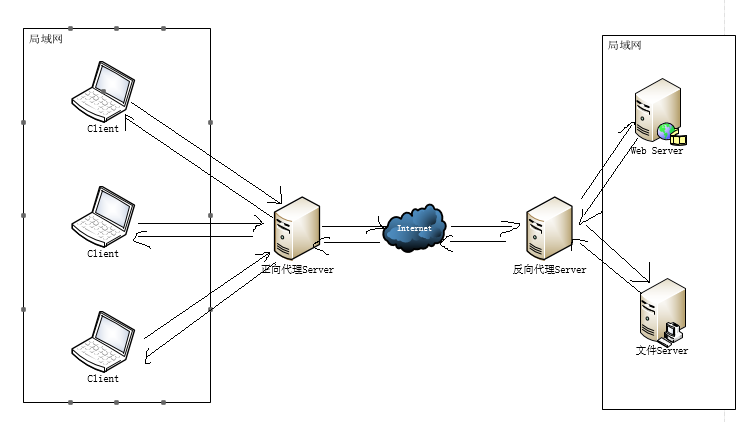 局域网
局域网
Client
Web Server
Client
Internet
正向代理Server
反向代理Server
文件Server
Client